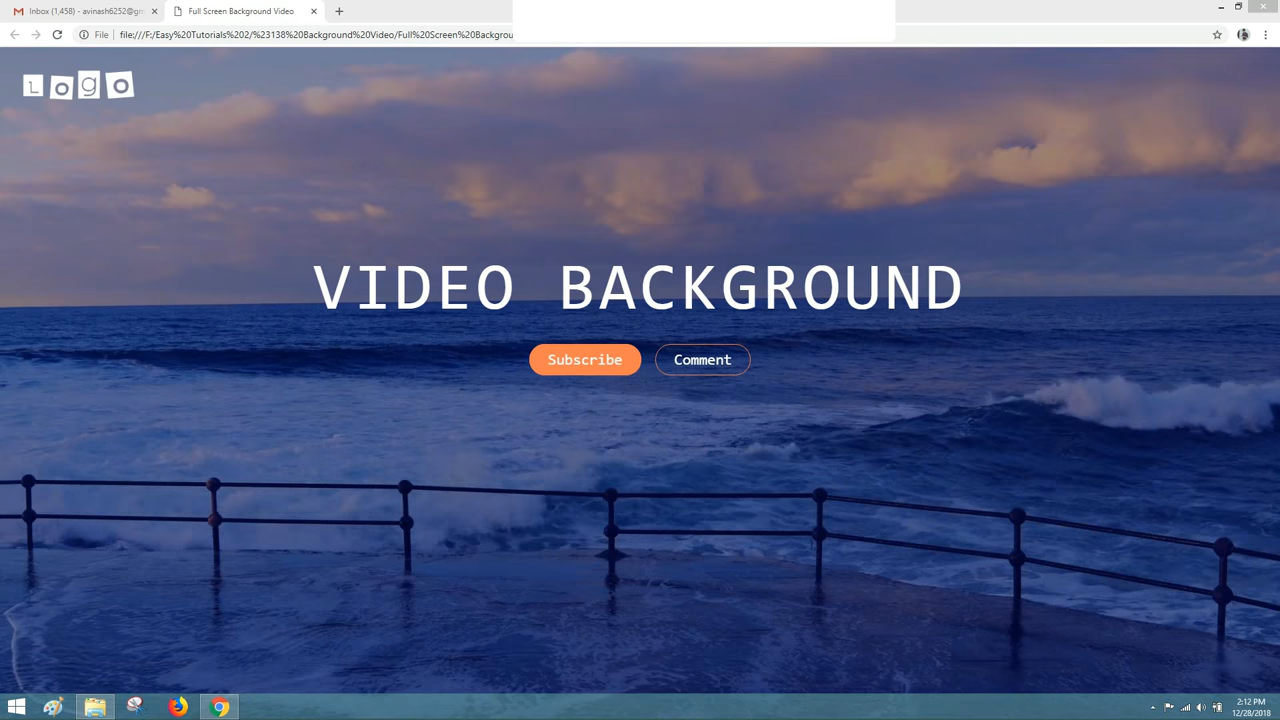 Inbox (1,458) - avinash6252@gm
Full Screen Background Video
File
file:///F:/Easy%20Tutorials%202/%23138%20Background%20Video/Full%20Screen%20Backgrou
Logo
VIDEO BACKGROUND
Subscribe
Comment
2:12 PM
12/28/2018